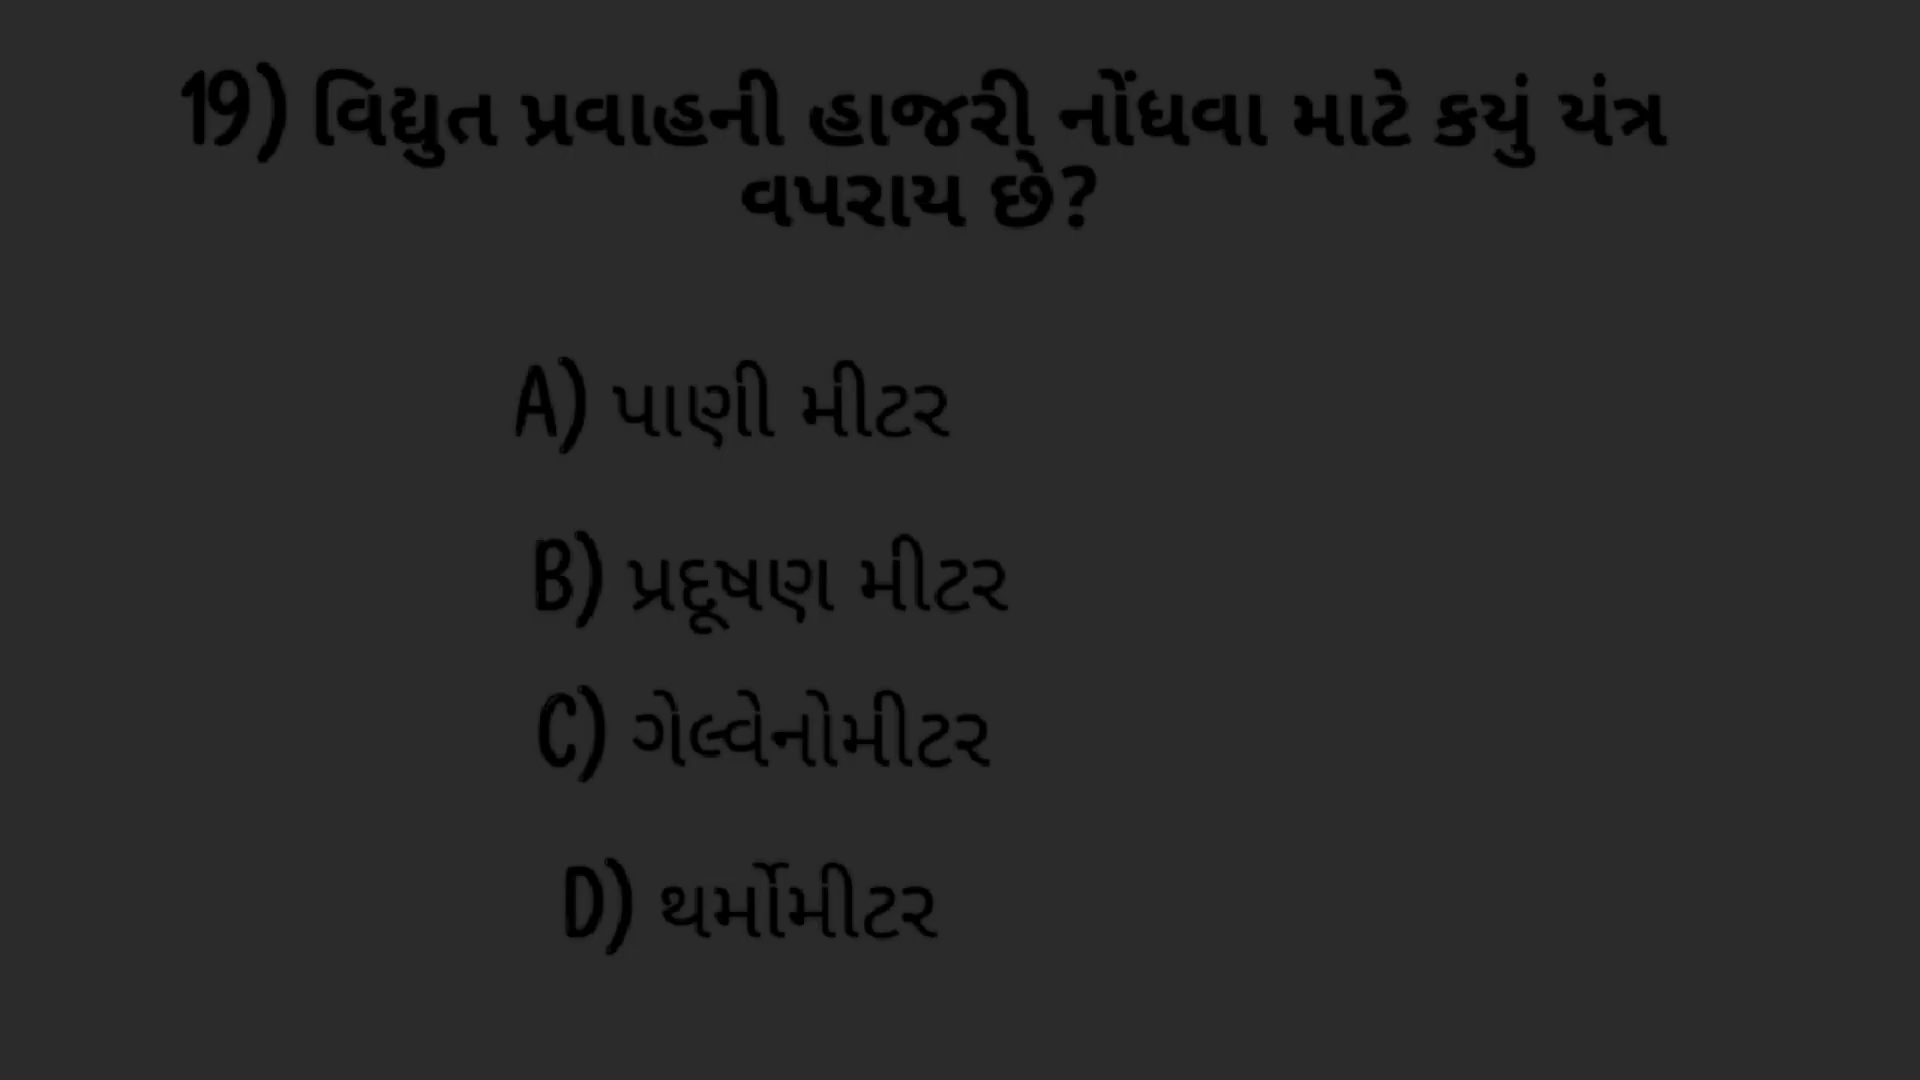 19) વિદ્યુત પ્રવાહની હાજરી નોંધવા માટે કયું યંત્ર
વપરાય છે?
A) પાણી મીટર
B) પ્રદૂષણ મીટર
C) ગેલ્વેનોમીટર
D) થર્મોમીટર